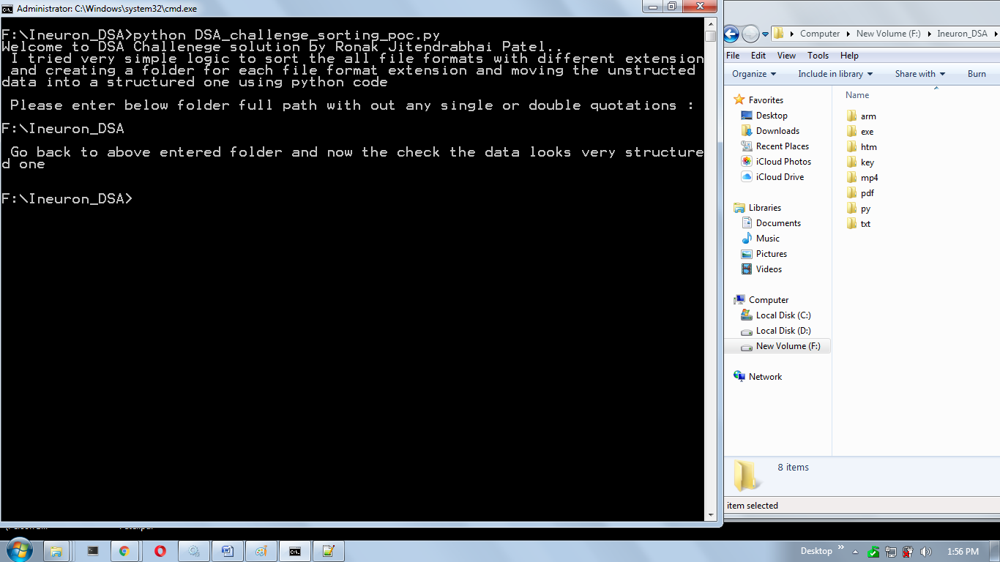 Administrator: C:\Windows\system32\cmd.exe
F:\Ineuron_DSA>python DSA_challenge_sorting_poc.py
Welcome to DSA Challenege solution by Ronak Jitendrabhai Patel..
I tried very simple logic to sort the all file formats with different extension
and creating a folder for each file format extension and moving the unstructed
data into a structured one using python code
Please enter below folder full path with out any single or double quotations :
F:\Ineuron_DSA
Go back to above entered folder and now the check the data looks very structure
d one
F:\Ineuron_DSA>
Computer New Volume (F:) Ineuron_DSA
File Edit View Tools Help
Organize Include in library Share with Burn
Favorites
Desktop
Downloads
Recent Places
iCloud Photos
iCloud Drive
Libraries
Documents
Music
Pictures
Videos
Computer
Local Disk (C:)
Local Disk (D:)
New Volume (F:)
Network
Name
arm
exe
htm
key
mp4
pdf
py
txt
8 items
item selected
Desktop
1:56 PM